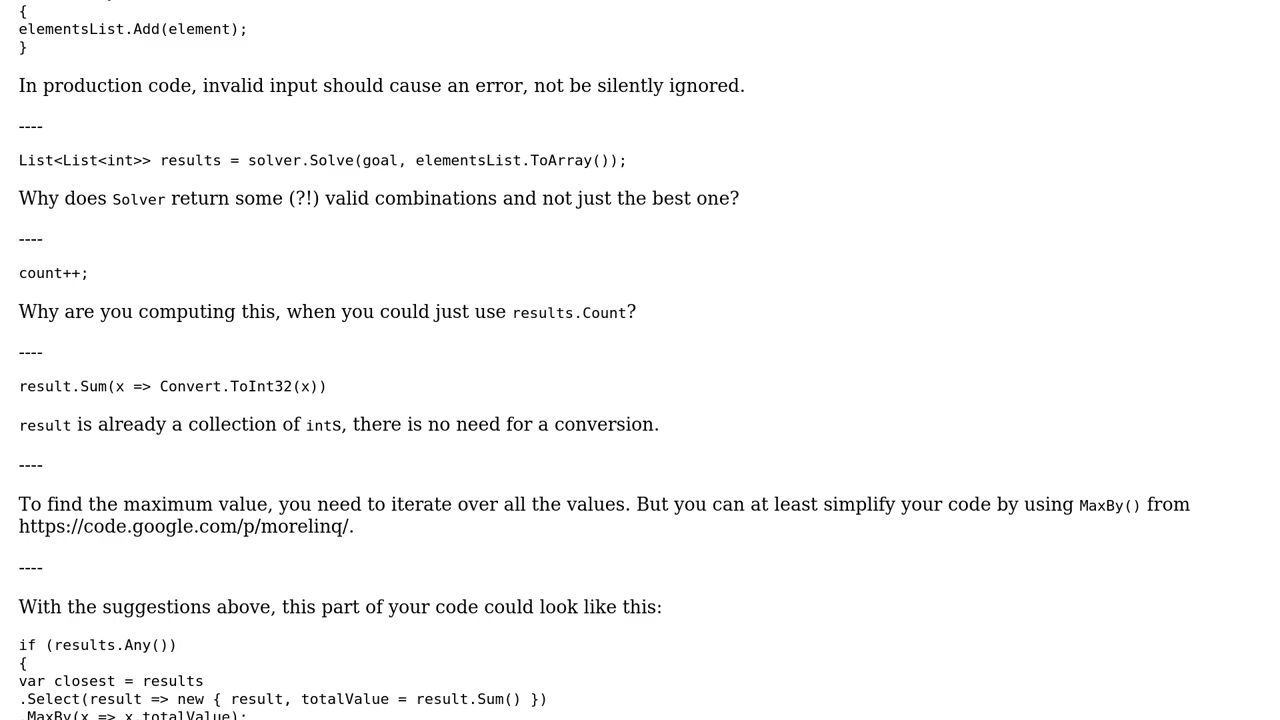 {
elementsList.Add(element);
}
In production code, invalid input should cause an error, not be silently ignored.
----
List<List<int>> results = solver.Solve(goal, elementsList.ToArray());
Why does Solver return some (?!) valid combinations and not just the best one?
----
count++;
Why are you computing this, when you could just use results.Count?
----
result.Sum(x => Convert.ToInt32(x))
result is already a collection of ints, there is no need for a conversion.
----
To find the maximum value, you need to iterate over all the values. But you can at least simplify your code by using MaxBy() from
https://code.google.com/p/morelinq/.
----
With the suggestions above, this part of your code could look like this:
if (results.Any())
{
var closest = results
.Select(result => new { result, totalValue = result.Sum() })
.MaxBy(x => x.totalValue);